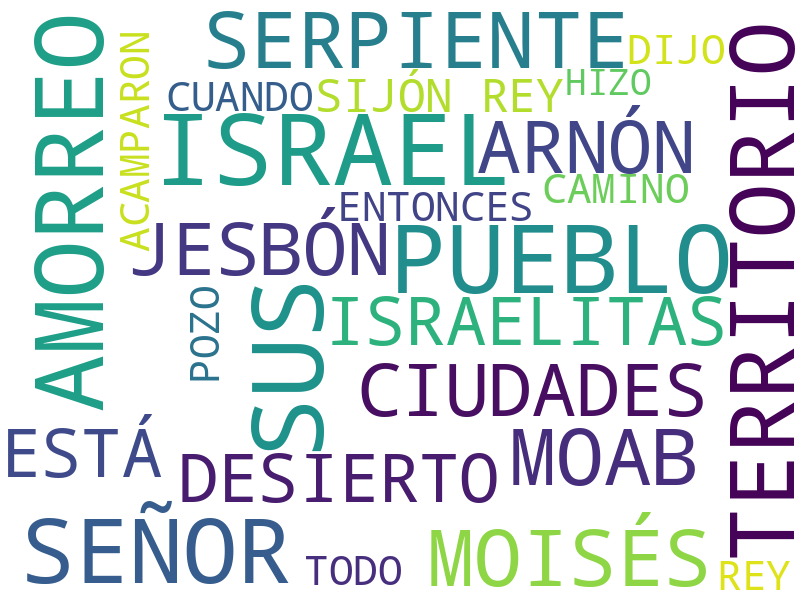 SERPIENTE
DIJO
AMORREO
ACAMPARON
CUANDO
SIJÓN REY
HIZO
TERRITORIO
ISRAEL
ARNÓN
CAMINO
ENTONCES
JESBÓN
PUEBLO
POZO
SUS
ISRAELITAS
CIUDADES
ESTÁ
DESIERTO
MOAB
SEÑOR
TODO
MOISÉS
REY